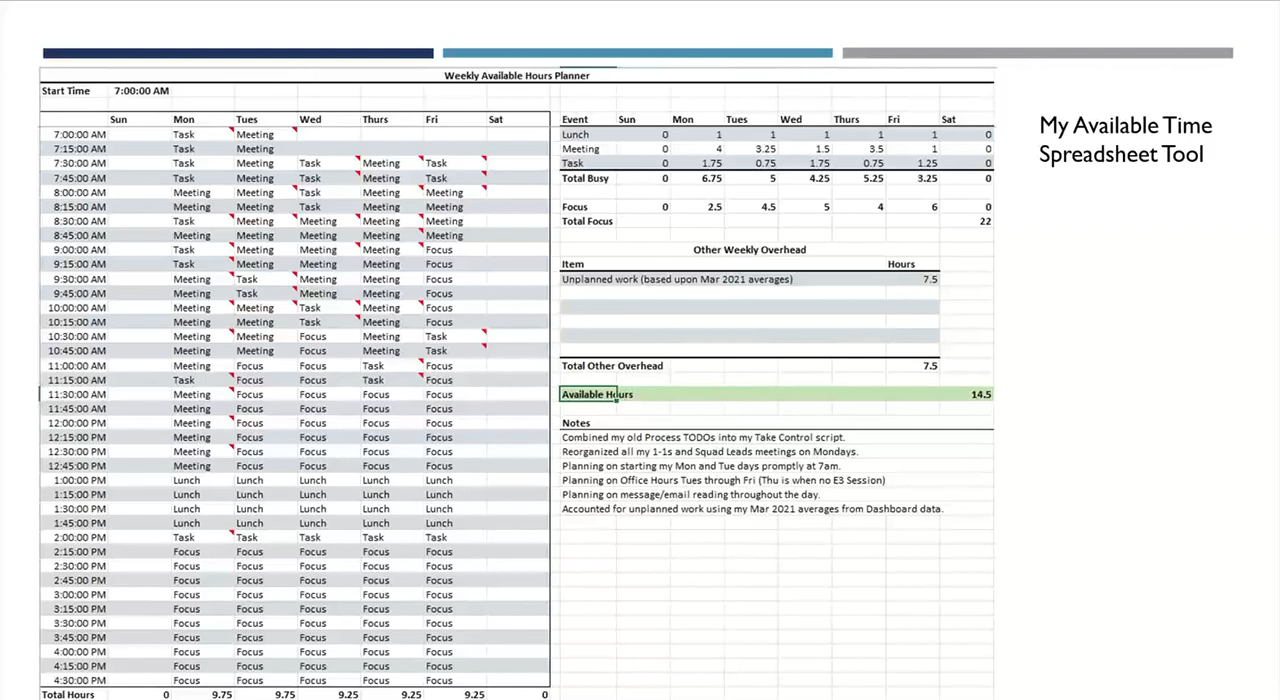 Weekly Available Hours Planner
Start Time 7:00:00 AM
Sun Mon Tues Wed Thurs Fri Sat
7:00:00 AM Task Meeting
7:15:00 AM Task Meeting
7:30:00 AM Task Meeting Task Meeting Task
7:45:00 AM Task Meeting Task Meeting Task
8:00:00 AM Meeting Meeting Task Meeting Meeting
8:15:00 AM Meeting Meeting Task Meeting Meeting
8:30:00 AM Task Meeting Meeting Meeting Meeting
8:45:00 AM Meeting Meeting Meeting Meeting Meeting
9:00:00 AM Task Meeting Meeting Meeting Focus
9:15:00 AM Task Meeting Meeting Meeting Focus
9:30:00 AM Meeting Task Meeting Meeting Focus
9:45:00 AM Meeting Task Meeting Meeting Focus
10:00:00 AM Meeting Meeting Task Meeting Focus
10:15:00 AM Meeting Meeting Task Meeting Focus
10:30:00 AM Meeting Meeting Focus Meeting Task
10:45:00 AM Meeting Meeting Focus Meeting Task
11:00:00 AM Meeting Focus Focus Task Focus
11:15:00 AM Task Focus Focus Task Focus
11:30:00 AM Meeting Focus Focus Focus Focus
11:45:00 AM Meeting Focus Focus Focus Focus
12:00:00 PM Meeting Focus Focus Focus Focus
12:15:00 PM Meeting Focus Focus Focus Focus
12:30:00 PM Meeting Focus Focus Focus Focus
12:45:00 PM Meeting Focus Focus Focus Focus
1:00:00 PM Lunch Lunch Lunch Lunch Lunch
1:15:00 PM Lunch Lunch Lunch Lunch Lunch
1:30:00 PM Lunch Lunch Lunch Lunch Lunch
1:45:00 PM Lunch Lunch Lunch Lunch Lunch
2:00:00 PM Task Task Task Task Task
2:15:00 PM Focus Focus Focus Focus Focus
2:30:00 PM Focus Focus Focus Focus Focus
2:45:00 PM Focus Focus Focus Focus Focus
3:00:00 PM Focus Focus Focus Focus Focus
3:15:00 PM Focus Focus Focus Focus Focus
3:30:00 PM Focus Focus Focus Focus Focus
3:45:00 PM Focus Focus Focus Focus Focus
4:00:00 PM Focus Focus Focus Focus Focus
4:15:00 PM Focus Focus Focus Focus Focus
4:30:00 PM Focus Focus Focus Focus Focus
Total Hours 0 9.75 9.75 9.25 9.25 9.25 0
Event Sun Mon Tues Wed Thurs Fri Sat
Lunch 0 1 1 1 1 1 0
Meeting 0 4 3.25 1.5 3.5 1 0
Task 0 1.75 0.75 1.75 0.75 1.25 0
Total Busy 0 6.75 5 4.25 5.25 3.25 0
Focus 0 2.5 4.5 5 4 6 0
Total Focus 22
Other Weekly Overhead
Item Hours
Unplanned work (based upon Mar 2021 averages) 7.5
Total Other Overhead 7.5
Available Hours 14.5
Notes
Combined my old Process TODOs into my Take Control script.
Reorganized all my 1-1s and Squad Leads meetings on Mondays.
Planning on starting my Mon and Tue days promptly at 7am.
Planning on Office Hours Tues through Fri (Thu is when no E3 Session)
Planning on message/email reading throughout the day.
Accounted for unplanned work using my Mar 2021 averages from Dashboard data.
My Available Time
Spreadsheet Tool